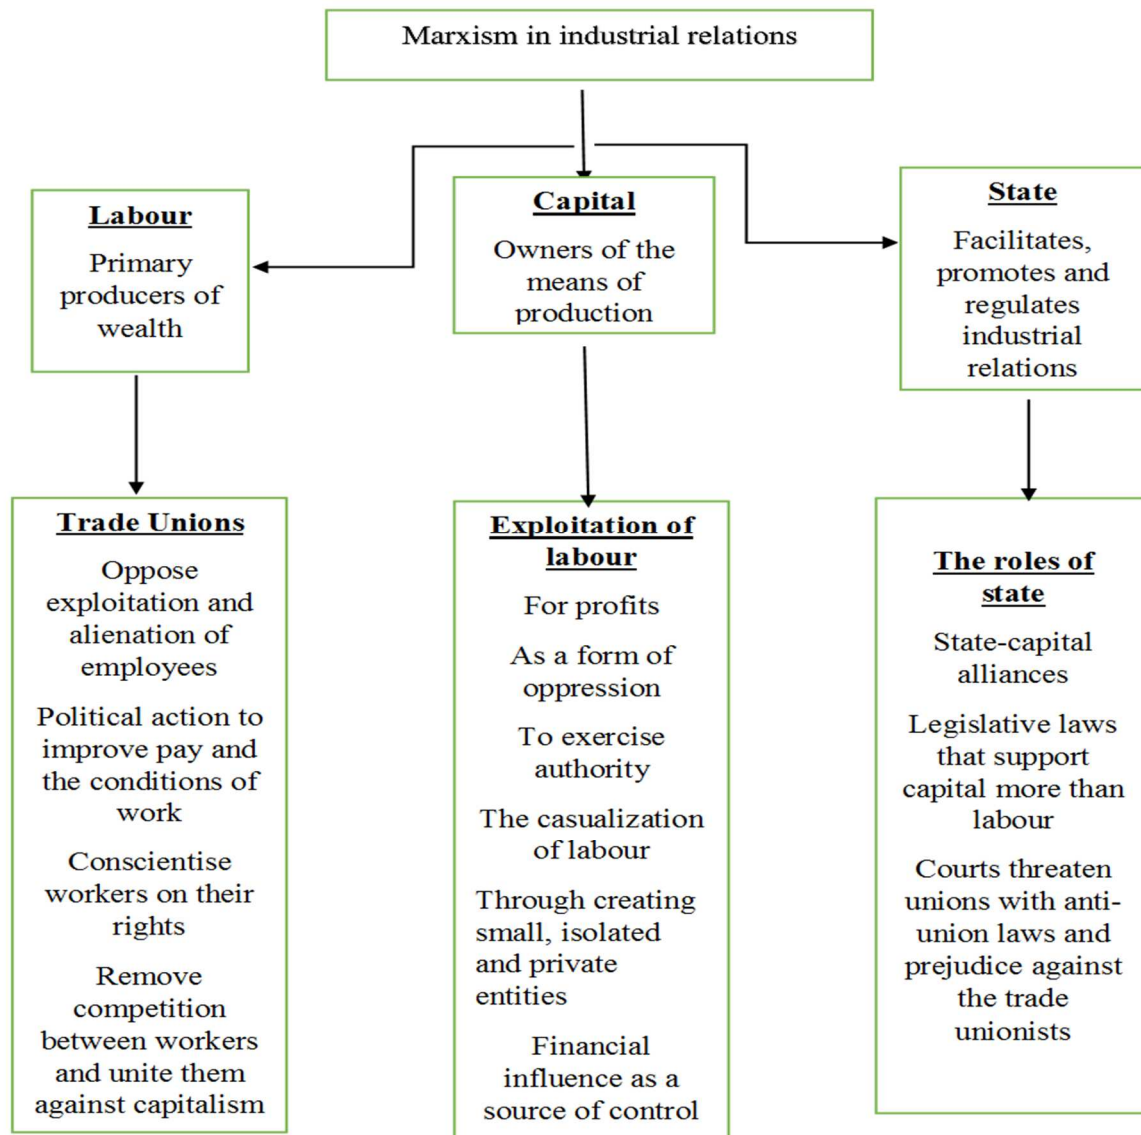 Marxism in industrial relations
Labour
Primary
producers of
wealth
Capital
Owners of the
means of
production
State
Facilitates,
promotes and
regulates
industrial
relations
Trade Unions
Oppose
exploitation and
alienation of
employees
Political action to
improve pay and
the conditions of
work
Conscientise
workers on their
rights
Remove
competition
between workers
and unite them
against capitalism
Exploitation of
labour
For profits
As a form of
oppression
To exercise
authority
The casualization
of labour
Through creating
small, isolated
and private
entities
Financial
influence as a
source of control
The roles of
state
State-capital
alliances
Legislative laws
that support
capital more than
labour
Courts threaten
unions with anti-
union laws and
prejudice against
the trade
unionists